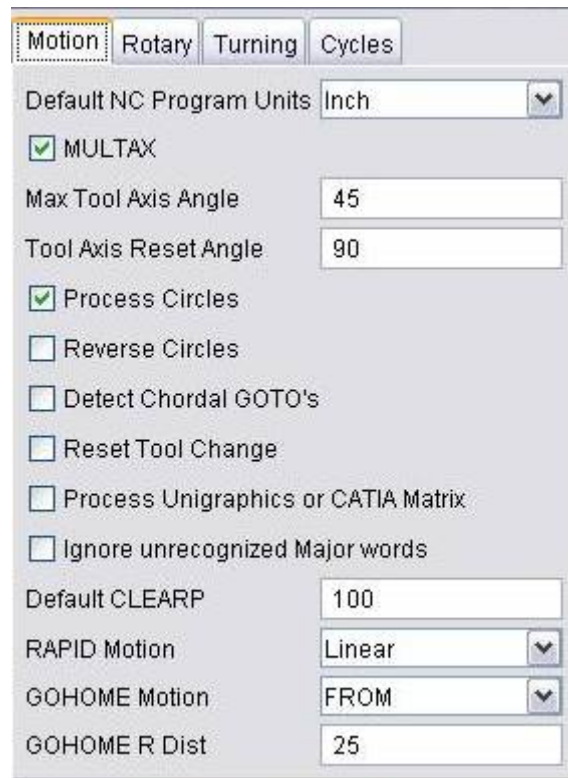 Motion Rotary Turning Cycles
Default NC Program Units Inch
MULTAX
Max Tool Axis Angle 45
Tool Axis Reset Angle 90
Process Circles
Reverse Circles
Detect Chordal GOTO's
Reset Tool Change
Process Unigraphics or CATIA Matrix
Ignore unrecognized Major words
Default CLEARP 100
RAPID Motion Linear
GOHOME Motion FROM
GOHOME R Dist 25